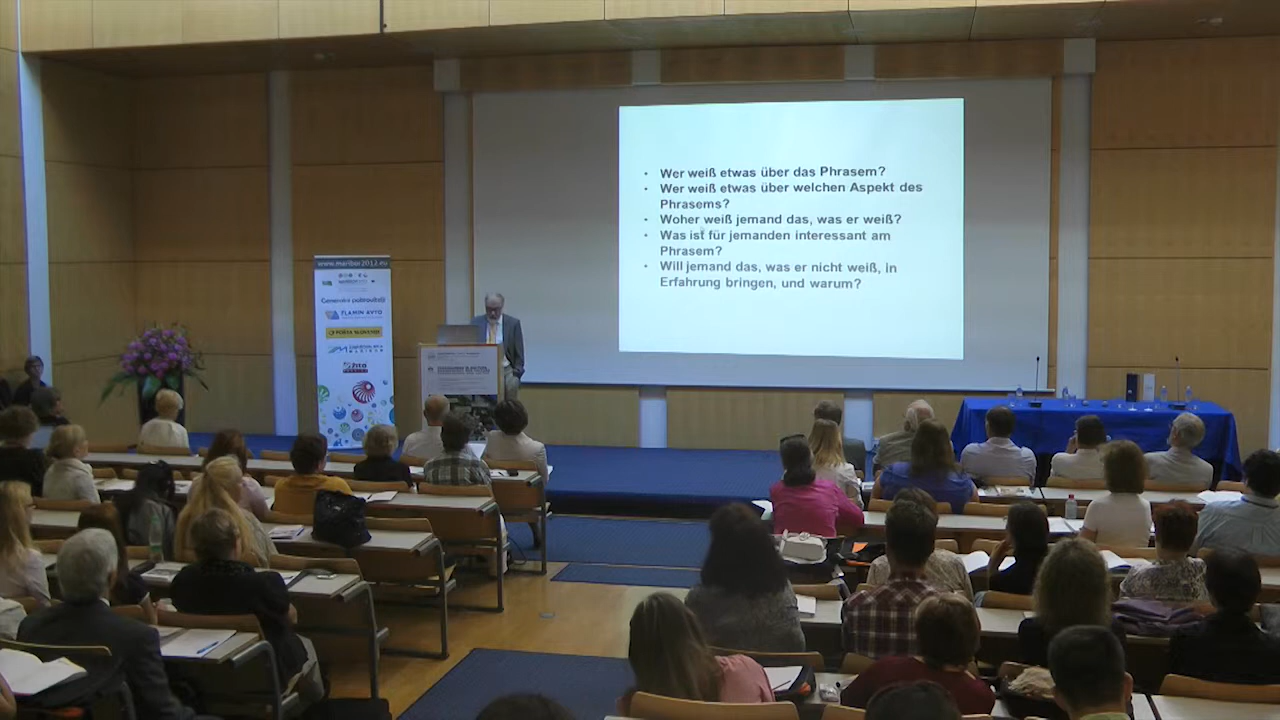 Wer weiß etwas über das Phrasem?
Wer weiß etwas über welchen Aspekt des
Phrasems?
Woher weiß jemand das, was er weiß?
Was ist für jemanden interessant am
Phrasem?
Will jemand das, was er nicht weiß, in
Erfahrung bringen, und warum?
www.maribor2012.eu
Generalni pokrovitelji
FLAMIN AVTO